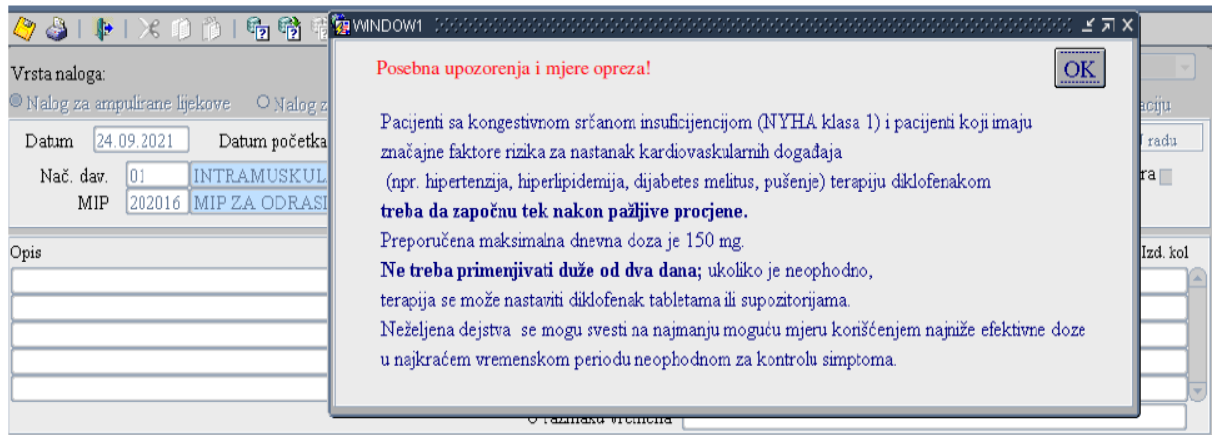 WINDOW1
Posebna upozorenja i mjere opreza!
OK
Pacijenti sa kongestivnom srčanom insuficijencijom (NYHA klasa 1) i pacijenti koji imaju
značajne faktore rizika za nastanak kardiovaskularnih događaja
(npr. hipertenzija, hiperlipidemija, dijabetes melitus, pušenje) terapiju diklofenakom
treba da započnu tek nakon pažljive procjene.
Preporučena maksimalna dnevna doza je 150 mg.
Ne treba primenjivati duže od dva dana; ukoliko je neophodno,
terapija se može nastaviti diklofenak tabletama ili supozitorijama.
Neželjena dejstva se mogu svesti na najmanju moguću mjeru korišćenjem najniže efektivne doze
u najkraćem vremenskom periodu neophodnom za kontrolu simptoma.
Vrsta naloga:
Nalog za ampulirane lijekove Nalog z
Datum 24.09.2021 Datum početka radu
Nač. dav. 01 INTRAMUSKUL ra
MIP 202016 MIP ZA ODRASL
Opis Izd. kol